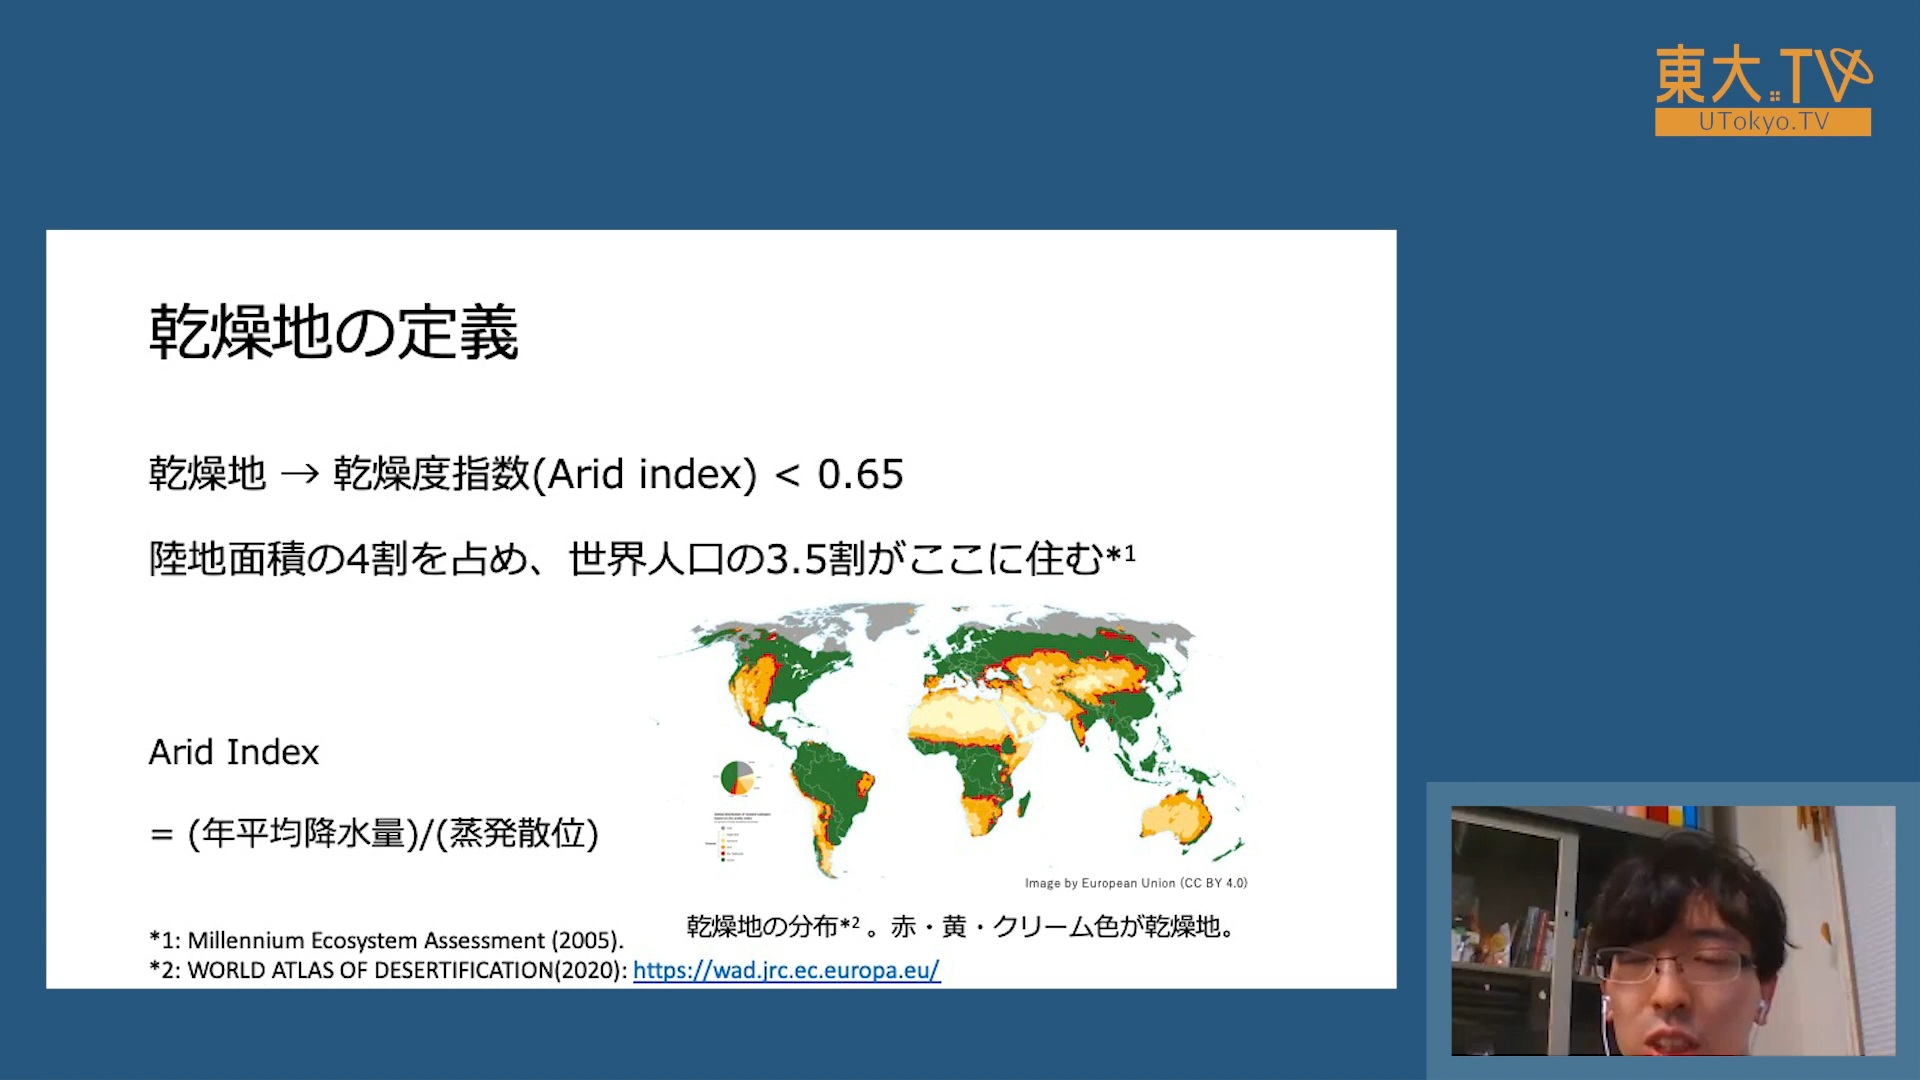 東大.TV
UTokyo.TV
乾燥地の定義
乾燥地 → 乾燥度指数(Arid index) < 0.65
陸地面積の4割を占め、世界人口の3.5割がここに住む*1
Arid Index
= (年平均降水量)/(蒸発散位)
Image by European Union (CC BY 4.0)
乾燥地の分布*2 。赤・黄・クリーム色が乾燥地。
*1: Millennium Ecosystem Assessment (2005).
*2: WORLD ATLAS OF DESERTIFICATION(2020): https://wad.jrc.ec.europa.eu/